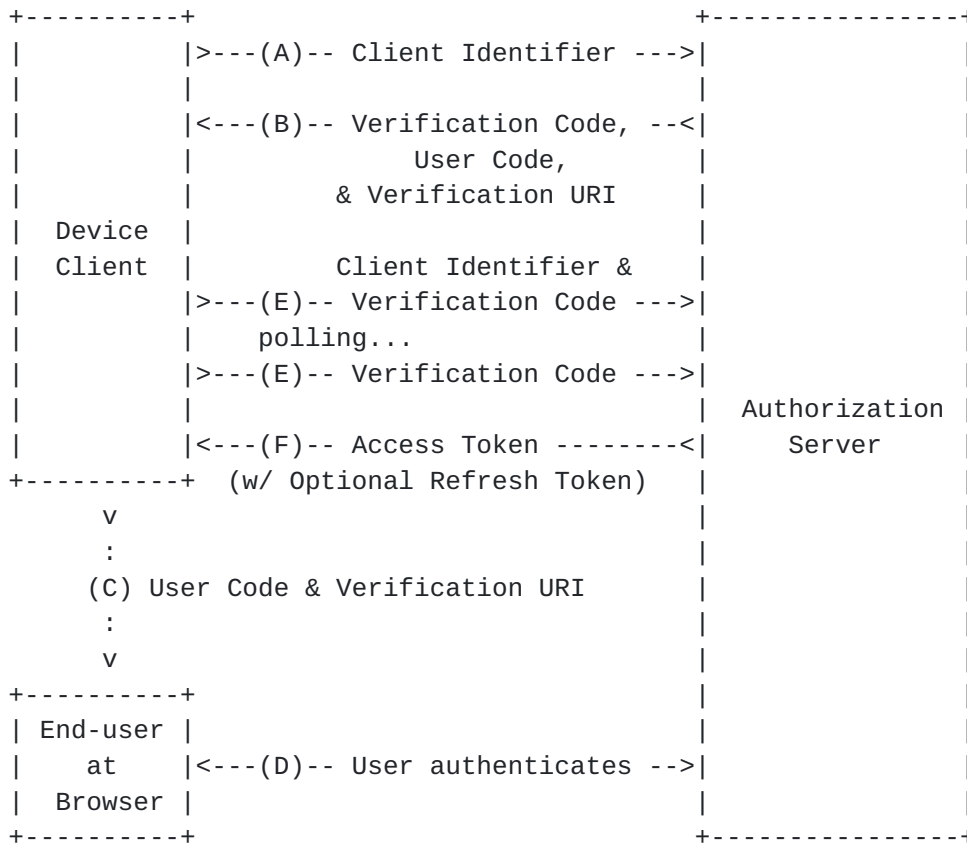 +----------+                                +----------------+
|          |>---(A)-- Client Identifier --->|                |
|          |                                |                |
|          |<---(B)-- Verification Code, --<|                |
|          |              User Code,        |                |
|          |         & Verification URI     |                |
|  Device  |                                |                |
|  Client  |         Client Identifier &    |                |
|          |>---(E)-- Verification Code --->|                |
|          |    polling...                  |                |
|          |>---(E)-- Verification Code --->|                |
|          |                                |  Authorization |
|          |<---(F)-- Access Token --------<|     Server     |
+----------+  (w/ Optional Refresh Token)   |                |
      v                                     |                |
      :                                     |                |
     (C) User Code & Verification URI       |                |
      :                                     |                |
      v                                     |                |
+----------+                                |                |
| End-user |                                |                |
|    at    |<---(D)-- User authenticates -->|                |
|  Browser |                                |                |
+----------+                                +----------------+